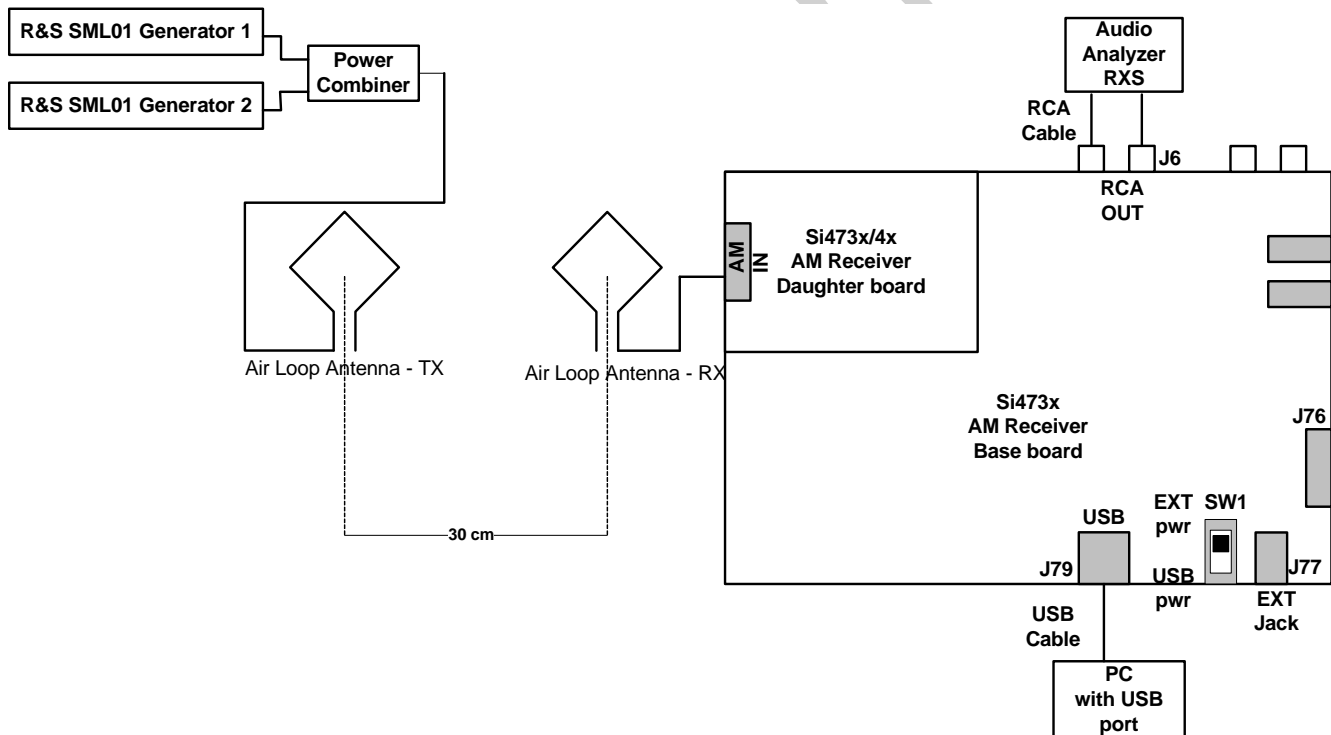 R&S SML01 Generator 1
R&S SML01 Generator 2
Power
Combiner
Air Loop Antenna - TX
Air Loop Antenna - RX
30 cm
Audio
Analyzer
RXS
RCA
Cable
J6
RCA
OUT
AM
IN
Si473x/4x
AM Receiver
Daughter board
Si473x
AM Receiver
Base board
J76
EXT
pwr
SW1
USB
J79
USB
pwr
J77
EXT
Jack
USB
Cable
PC
with USB
port